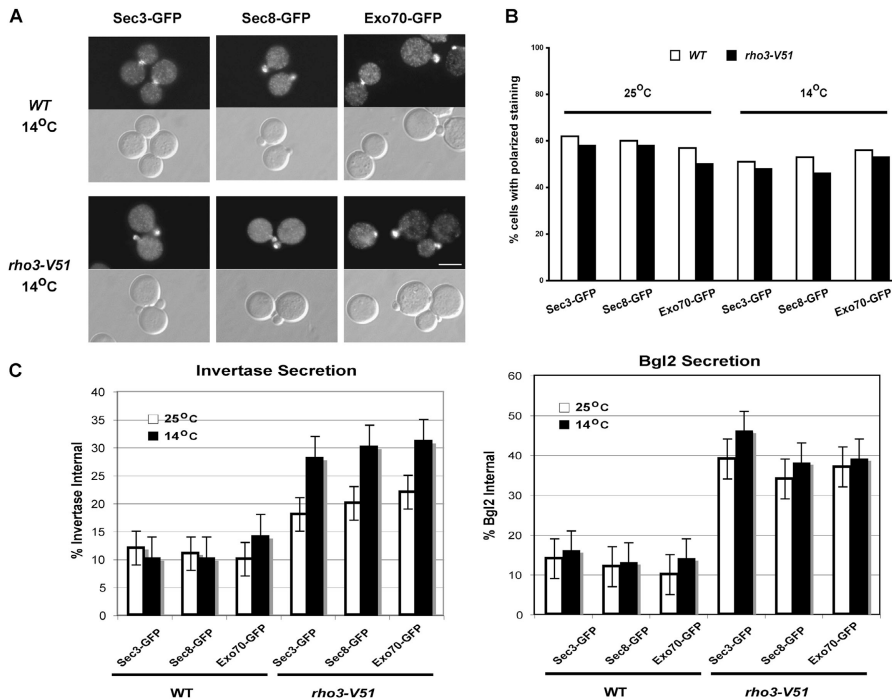 A
Sec3-GFP Sec8-GFP Exo70-GFP
WT
14°C
rho3-V51
14°C
B
% cells with polarized staining
100
80
60
40
20
0
WT rho3-V51
25°C 14°C
Sec3-GFP Sec8-GFP Exo70-GFP Sec3-GFP Sec8-GFP Exo70-GFP
C
Invertase Secretion
% Invertase Internal
40
35
30
25
20
15
10
5
0
25°C
14°C
Sec3-GFP Sec8-GFP Exo70-GFP Sec3-GFP Sec8-GFP Exo70-GFP
WT rho3-V51
Bgl2 Secretion
% Bgl2 Internal
60
50
40
30
20
10
0
25°C
14°C
Sec3-GFP Sec8-GFP Exo70-GFP Sec3-GFP Sec8-GFP Exo70-GFP
WT rho3-V51